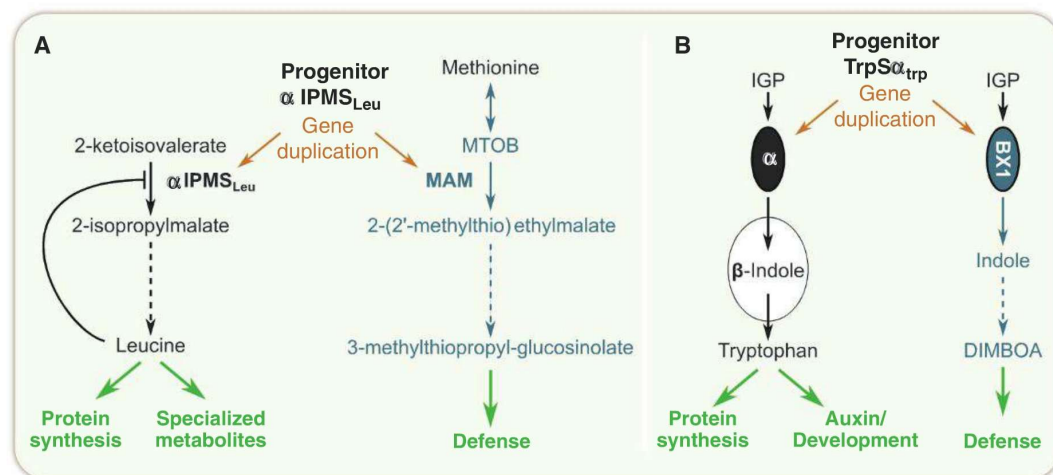 A
Progenitor
α IPMSLeu
Gene
duplication
Methionine
MTOB
2-ketoisovalerate
α IPMSLeu
MAM
2-isopropylmalate
2-(2'-methylthio) ethylmalate
Leucine
3-methylthiopropyl-glucosinolate
Protein
synthesis
Specialized
metabolites
Defense
B
Progenitor
TrpSαtrp
Gene
duplication
IGP
IGP
α
BX1
β-Indole
Indole
Tryptophan
DIMBOA
Protein
synthesis
Auxin/
Development
Defense